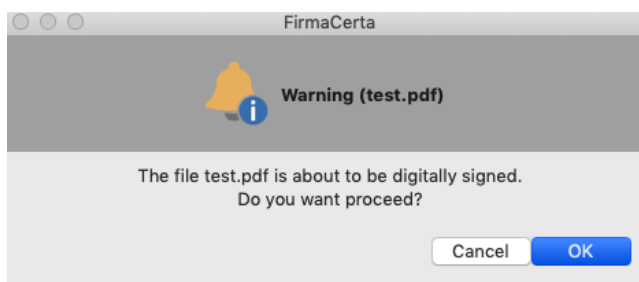 FirmaCerta
Warning (test.pdf)
The file test.pdf is about to be digitally signed.
Do you want proceed?
Cancel
OK